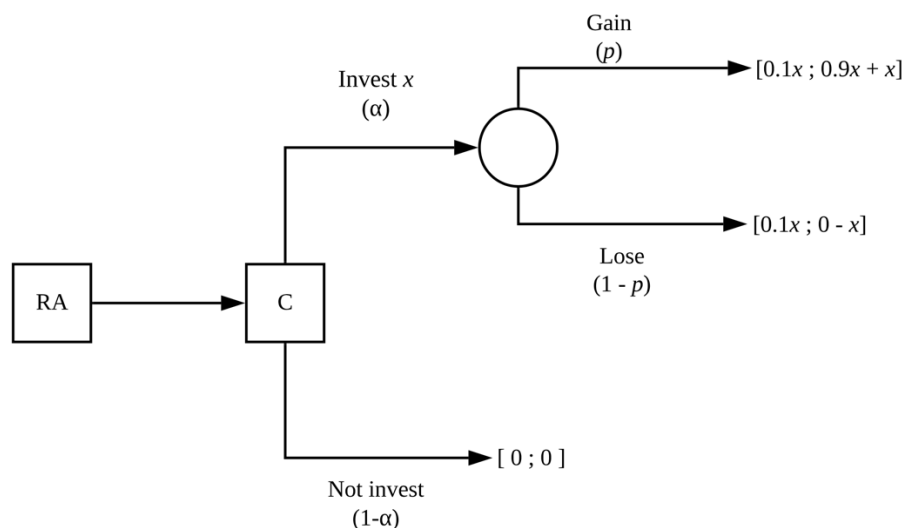 Gain
(p)
[0.1x ; 0.9x + x]
Invest x
(α)
[0.1x ; 0 - x]
Lose
(1 - p)
RA
C
[ 0 ; 0 ]
Not invest
(1-α)